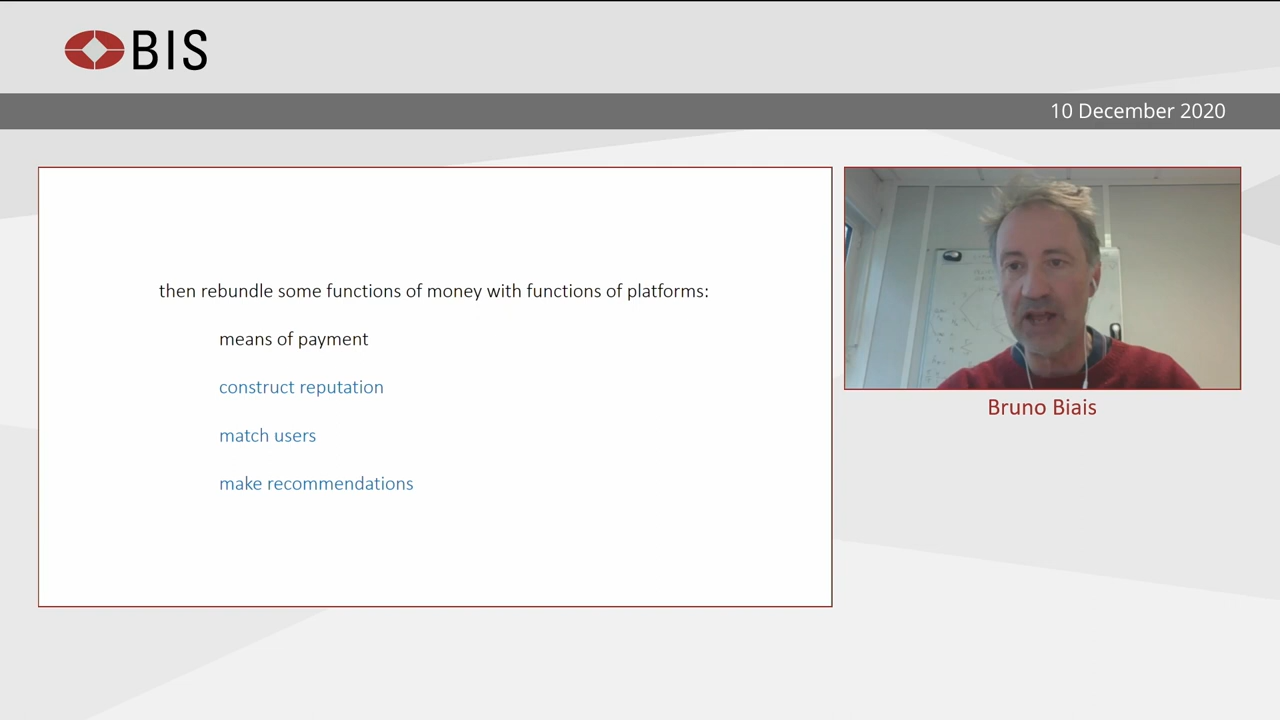 BIS
10 December 2020
then rebundle some functions of money with functions of platforms:
means of payment
construct reputation
match users
make recommendations
Bruno Biais